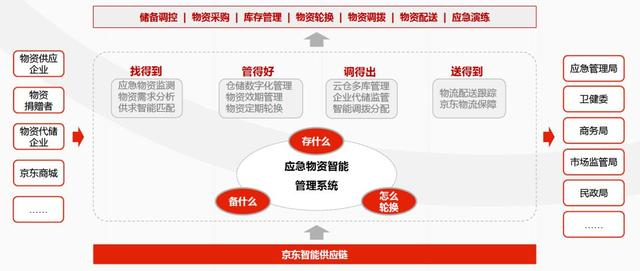 储备调控 | 物资采购 | 库存管理 | 物资轮换 | 物资调拨 | 物资配送 | 应急演练
物资供应
企业
物资
捐赠者
物资代储
企业
京东商城
……
找得到
应急物资监测
物资需求分析
供求智能匹配
管得好
仓储数字化管理
物资效期管理
物资定期轮换
调得出
云仓多库管理
企业代储监管
智能调拨分配
送得到
物流配送跟踪
京东物流保障
存什么
应急物资智能
管理系统
备什么
怎么
轮换
应急管理局
卫健委
商务局
市场监管局
民政局
……
京东智能供应链